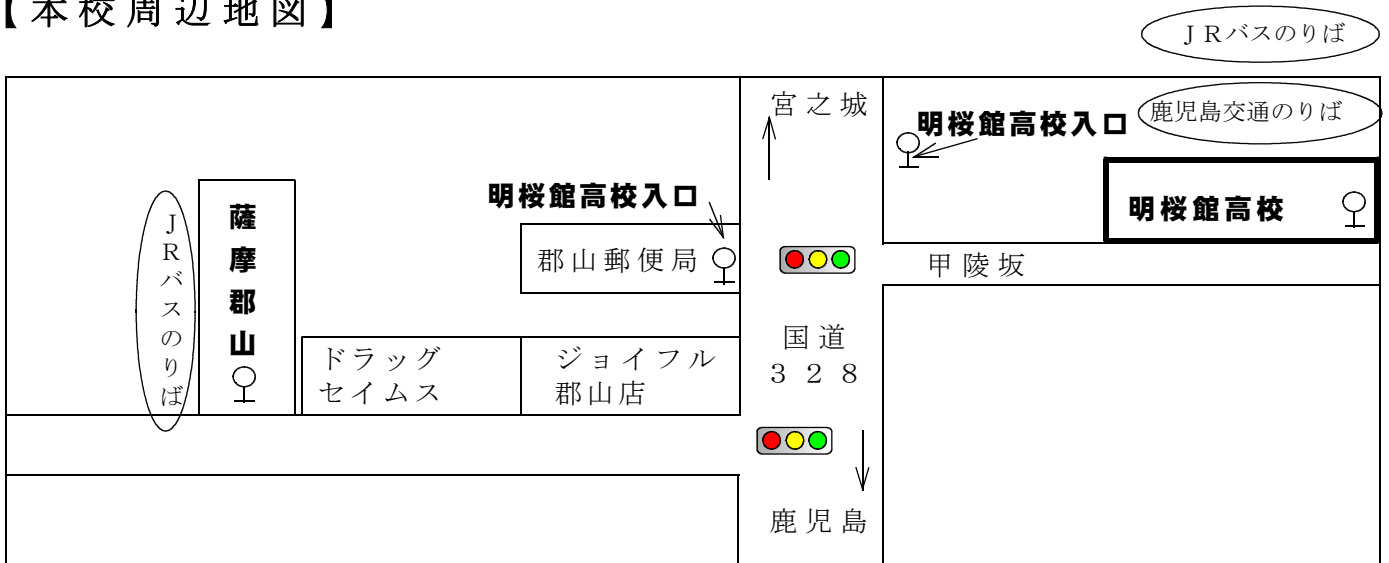 【本校周辺地図】
ＪＲバスのりば
宮之城
明桜館高校入口
鹿児島交通のりば
明桜館高校入口
明桜館高校
ＪＲバスのりば
薩摩郡山
郡山郵便局
甲陵坂
国道
３２８
ドラッグ
セイムス
ジョイフル
郡山店
鹿児島